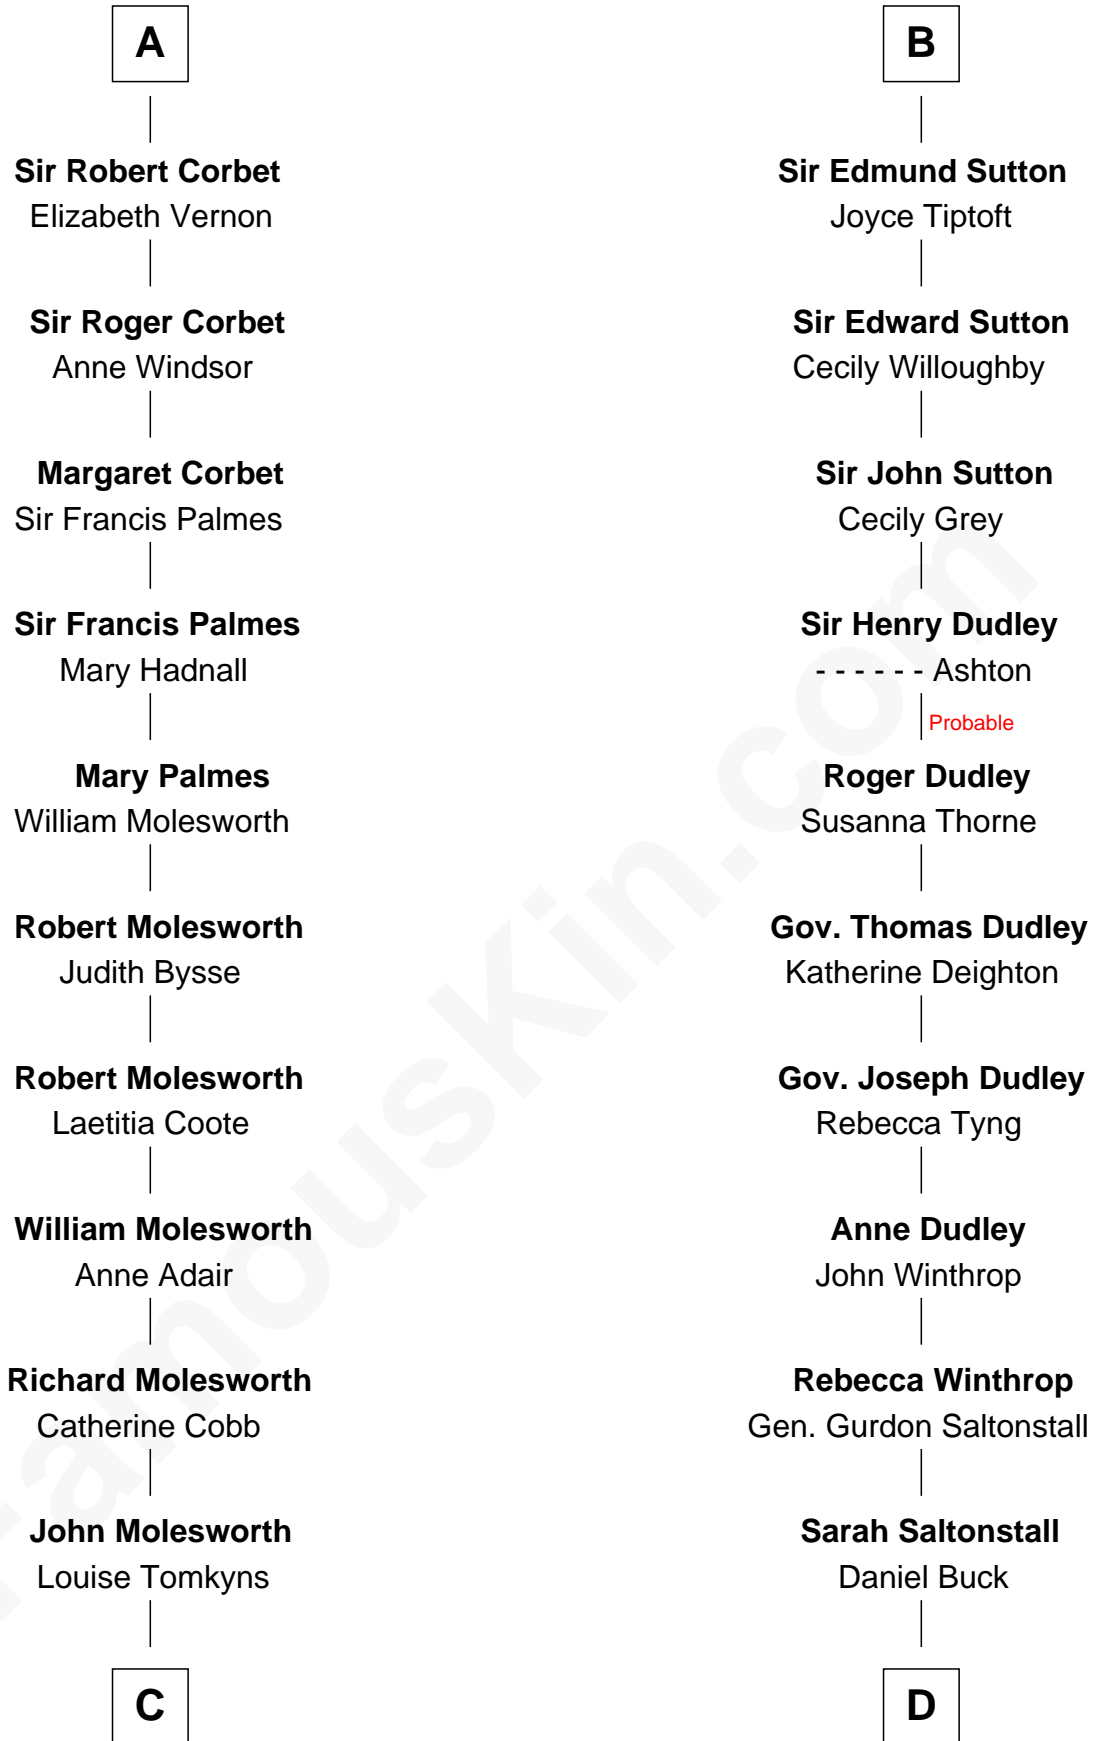 A
Sir Robert Corbet
Elizabeth Vernon
Sir Roger Corbet
Anne Windsor
Margaret Corbet
Sir Francis Palmes
Sir Francis Palmes
Mary Hadnall
Mary Palmes
William Molesworth
Robert Molesworth
Judith Bysse
Robert Molesworth
Laetitia Coote
William Molesworth
Anne Adair
Richard Molesworth
Catherine Cobb
John Molesworth
Louise Tomkyns
C
B
Sir Edmund Sutton
Joyce Tiptoft
Sir Edward Sutton
Cecily Willoughby
Sir John Sutton
Cecily Grey
Sir Henry Dudley
- - - - - - Ashton
Probable
Roger Dudley
Susanna Thorne
Gov. Thomas Dudley
Katherine Deighton
Gov. Joseph Dudley
Rebecca Tyng
Anne Dudley
John Winthrop
Rebecca Winthrop
Gen. Gurdon Saltonstall
Sarah Saltonstall
Daniel Buck
D
FamousKin.com